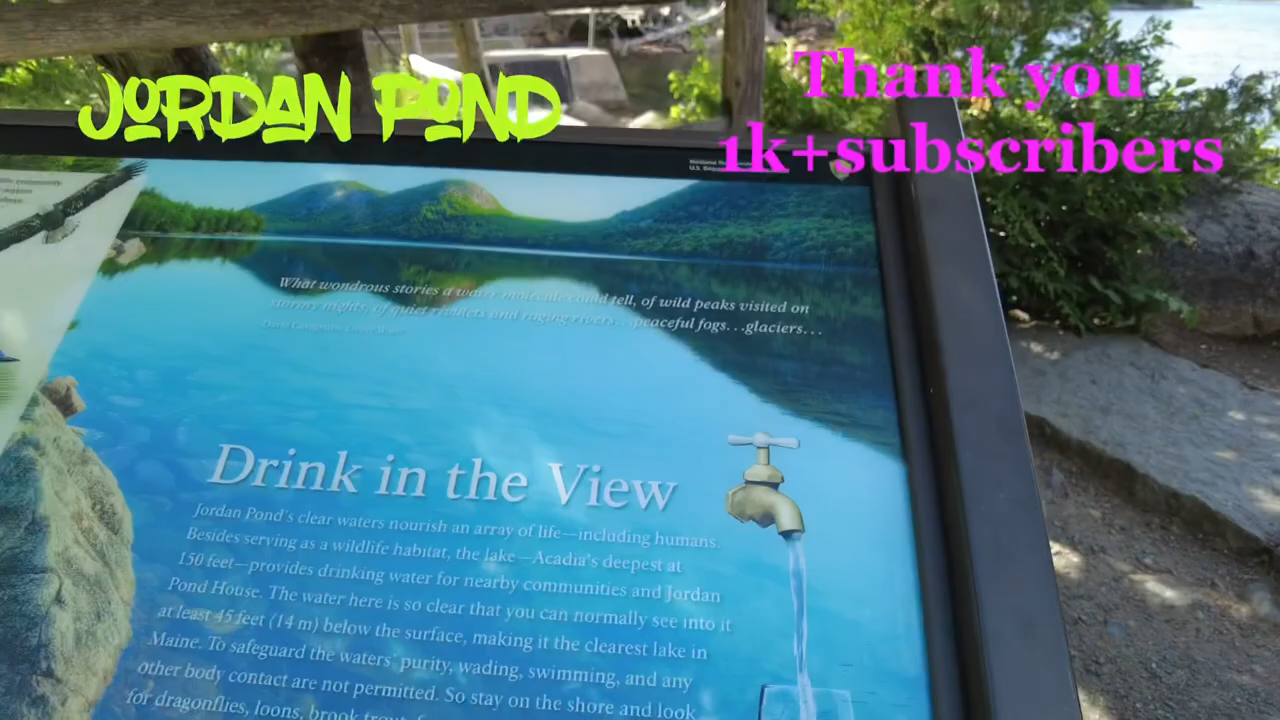 JORDAN POND
Thank you
1k+subscribers
What wondrous stories a water molecule could tell, of wild peaks visited on
stormy nights, of quiet rivulets and raging rivers...peaceful fogs...glaciers...
Drink in the View
Jordan Pond's clear waters nourish an array of life—including humans.
Besides serving as a wildlife habitat, the lake—Acadia's deepest at
150 feet—provides drinking water for nearby communities and Jordan
Pond House. The water here is so clear that you can normally see into it
at least 45 feet (14 m) below the surface, making it the clearest lake in
Maine. To safeguard the waters' purity, wading, swimming, and any
other body contact are not permitted. So stay on the shore and look
for dragonflies, loons, brook trout,